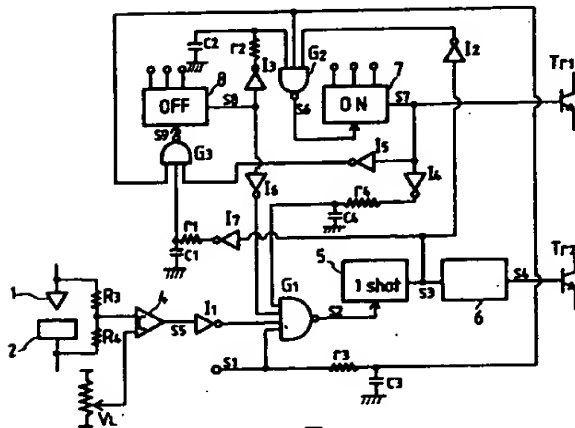 C2
r2
I3
G2
I2
8
OFF
S8
S6
7
ON
S7
Tr1
S9
G3
I5
I6
r4
I4
C4
r1
I7
C1
5
1 shot
S3
S4
Tr2
6
1
R3
4
G1
S2
2
R4
S5
I1
S1
r3
C3
VL